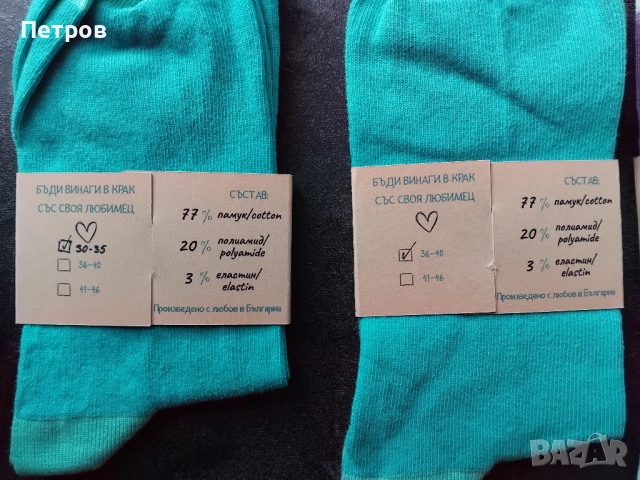 Петров
БЪДИ ВИНАГИ В КРАК
СЪС СВОЯ ЛЮБИМЕЦ
30-35
36-40
41-46
СЪСТАВ:
77 % памук/cotton
20 % полиамид/
polyamide
3 % еластин/
elastin
Произведено с любов в България
БЪДИ ВИНАГИ В КРАК
СЪС СВОЯ ЛЮБИМЕЦ
36-40
41-46
СЪСТАВ:
77 % памук/cotton
20 % полиамид/
polyamide
3 % еластин/
elastin
Произведено с любов в България
BAZAR